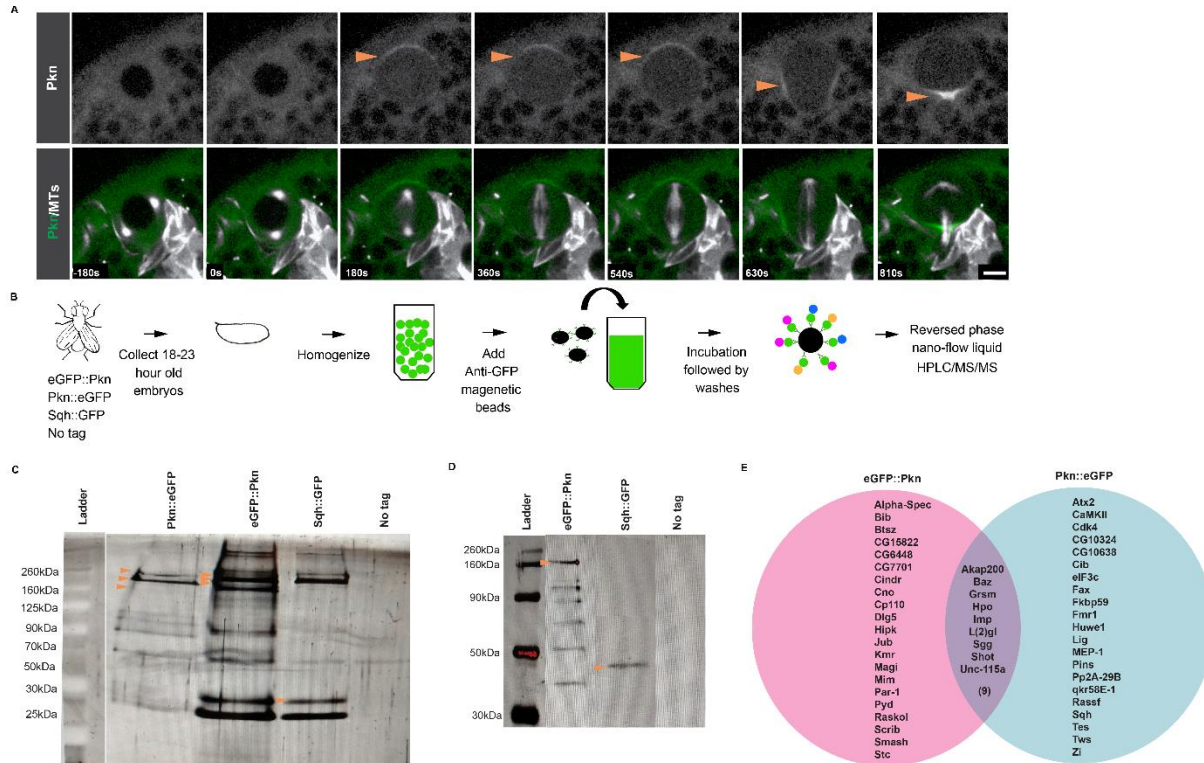 A
Pkn
Pkn/MTs
-180s
0s
180s
360s
540s
630s
810s
B
eGFP::Pkn
Pkn::eGFP
Sqh::GFP
No tag
Collect 18-23
hour old
embryos
Homogenize
Add
Anti-GFP
magenetic
beads
Incubation
followed by
washes
Reversed phase
nano-flow liquid
HPLC/MS/MS
C
Ladder
Pkn::eGFP
eGFP::Pkn
Sqh::GFP
No tag
260kDa
160kDa
125kDa
90kDa
70kDa
50kDa
30kDa
25kDa
D
Ladder
eGFP::Pkn
Sqh::GFP
No tag
260kDa
160kDa
90kDa
50kDa
30kDa
E
eGFP::Pkn
Pkn::eGFP
Alpha-Spec
Bib
Btsz
CG15822
CG6448
CG7701
Cindr
Cno
Cp110
Dlg5
Hipk
Jub
Kmr
Magi
Mim
Par-1
Pyd
Raskol
Scrib
Smash
Stc
Akap200
Baz
Grsm
Hpo
Imp
L(2)gl
Sgg
Shot
Unc-115a
(9)
Atx2
CaMKII
Cdk4
CG10324
CG10638
Cib
eIF3c
Fax
Fkbp59
Fmr1
Huwe1
Lig
MEP-1
Pins
Pp2A-29B
qkr58E-1
Rassf
Sqh
Tes
Tws
Zi